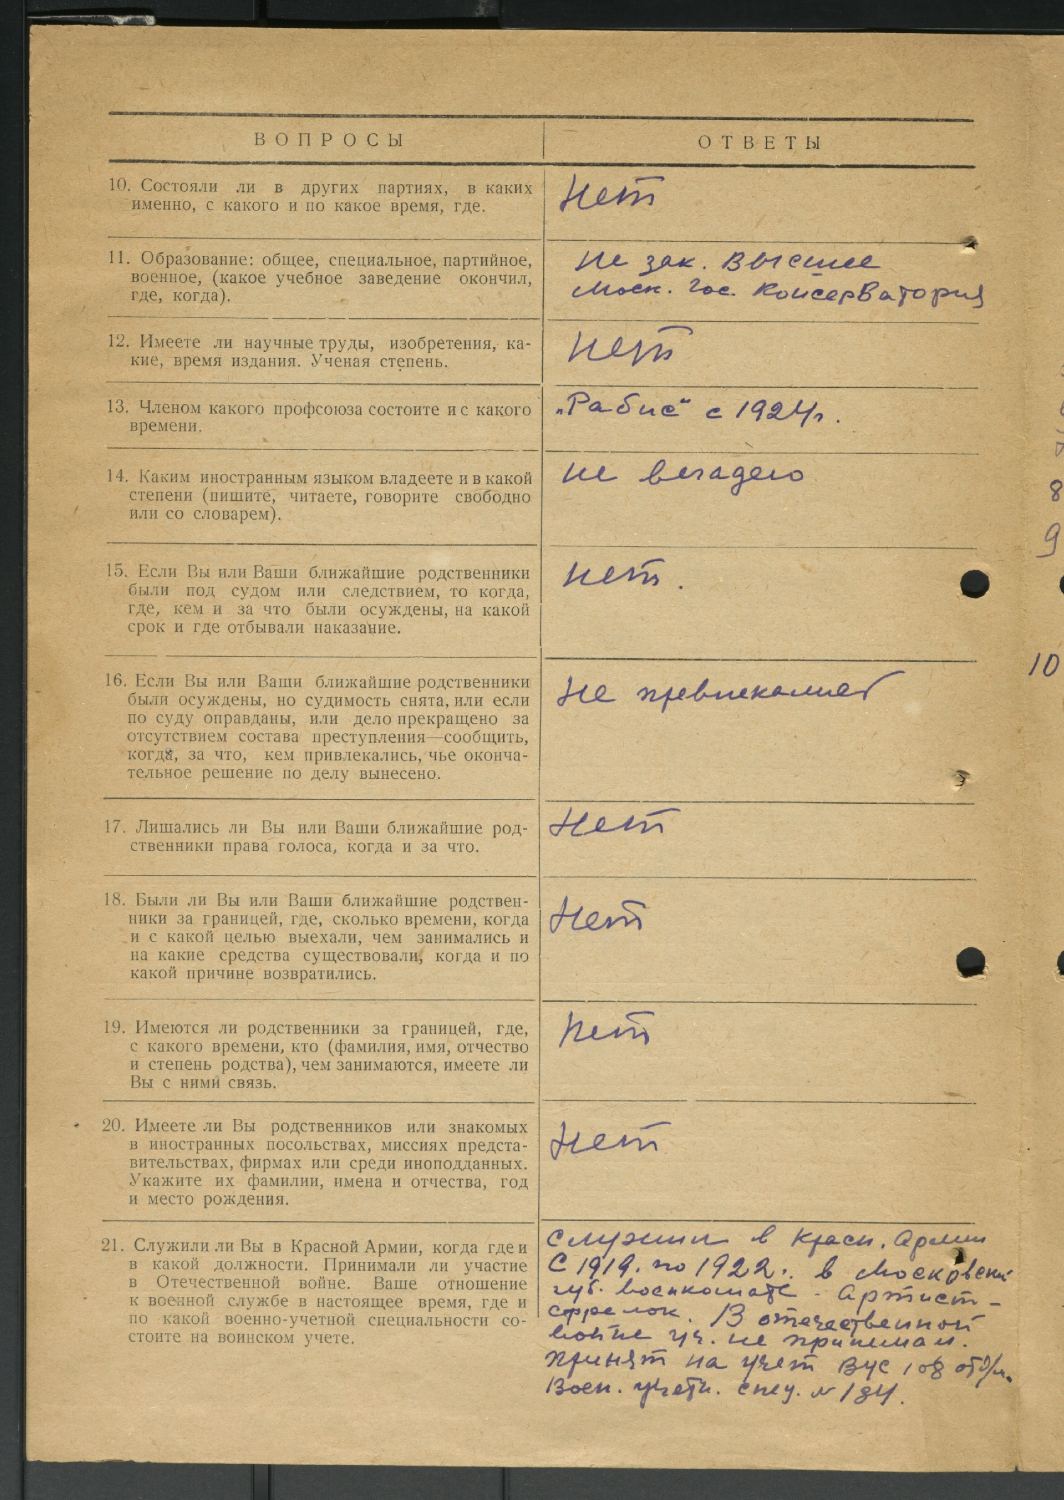 ВОПРОСЫ
ОТВЕТЫ
10. Состояли ли в других партиях, в каких
именно, с какого и по какое время, где.
Нет
11. Образование: общее, специальное, партийное,
военное, (какое учебное заведение окончил,
где, когда).
не зак. высшее
Моск. Гос. Консерватория
12. Имеете ли научные труды, изобретения, ка-
кие, время издания. Ученая степень.
нет
13. Членом какого профсоюза состоите и с какого
времени.
„Рабис" с 1924г.
14. Каким иностранным языком владеете и в какой
степени (пишите, читаете, говорите свободно
или со словарем).
не владею
15. Если Вы или Ваши ближайшие родственники
были под судом или следствием, то когда,
где, кем и за что были осуждены, на какой
срок и где отбывали наказание.
нет.
16. Если Вы или Ваши ближайшие родственники
были осуждены, но судимость снята, или если
по суду оправданы, или дело прекращено за
отсутствием состава преступления—сообщить,
когда, за что, кем привлекались, чье оконча-
тельное решение по делу вынесено.
Не
17. Лишались ли Вы или Ваши ближайшие род-
ственники права голоса, когда и за что.
Нет
18. Были ли Вы или Ваши ближайшие родствен-
ники за границей, где, сколько времени, когда
и с какой целью выехали, чем занимались и
на какие средства существовали, когда и по
какой причине возвратились.
Нет
19. Имеются ли родственники за границей, где,
с какого времени, кто (фамилия, имя, отчество
и степень родства), чем занимаются, имеете ли
Вы с ними связь.
Нет
20. Имеете ли Вы родственников или знакомых
в иностранных посольствах, миссиях предста-
вительствах, фирмах или среди иноподданных.
Укажите их фамилии, имена и отчества, год
и место рождения.
Нет
21. Служили ли Вы в Красной Армии, когда где и
в какой должности. Принимали ли участие
в Отечественной войне. Ваше отношение
к военной службе в настоящее время, где и
по какой военно-учетной специальности со-
стоите на воинском учете.
служил в Красн. Армии
С 1919. по 1922г. в Московском
губ. военкомате - Артист-
стрелок. В отечественной
войне уч. не принимал.
принят на учет ВУС
Воен. учетн. спец. № 184.
8
9
10